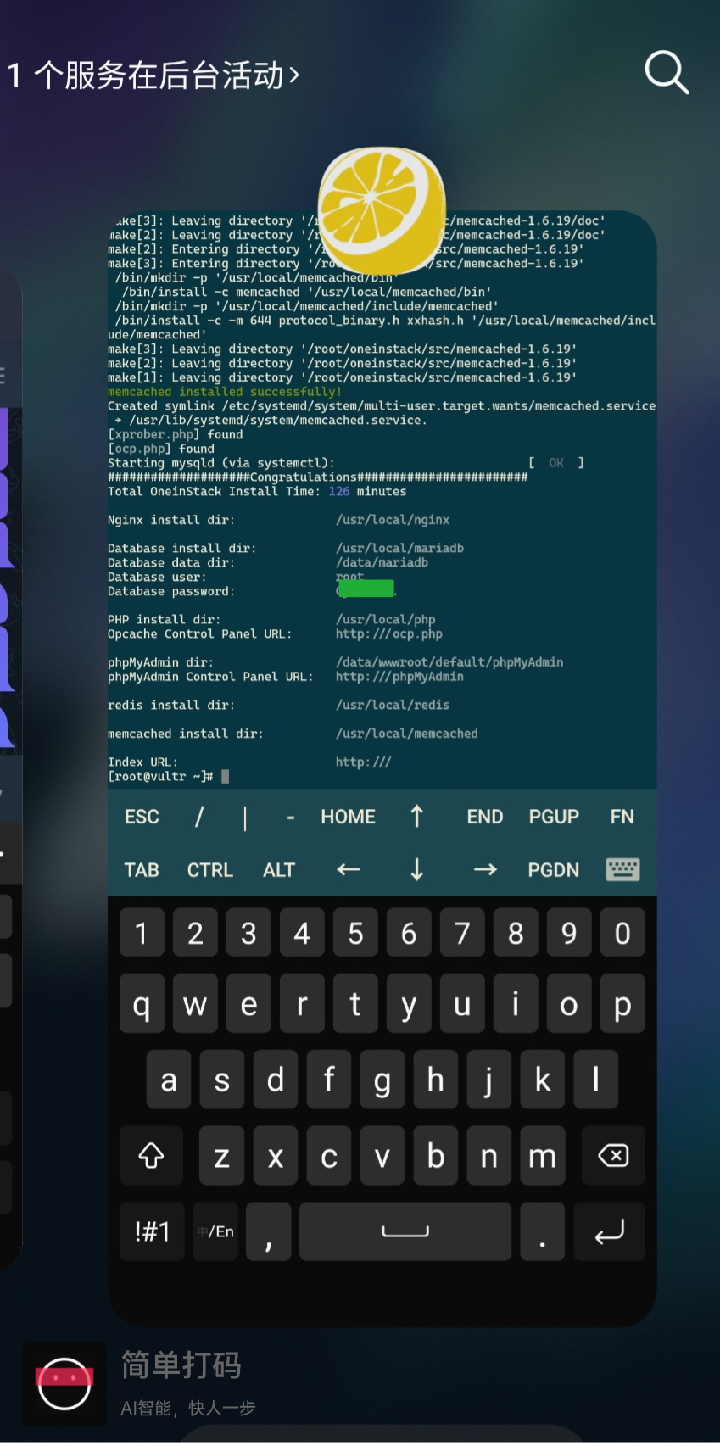 1 个服务在后台活动>
ake[3]: Leaving directory '/r c/memcached-1.6.19/doc'
make[2]: Leaving directory '/r c/memcached-1.6.19/doc'
make[2]: Entering directory '/ src/memcached-1.6.19'
make[3]: Entering directory '/roo src/memcached-1.6.19'
/bin/mkdir -p '/usr/local/memcached/bin'
/bin/install -c memcached '/usr/local/memcached/bin'
/bin/mkdir -p '/usr/local/memcached/include/memcached'
/bin/install -c -m 644 protocol_binary.h xxhash.h '/usr/local/memcached/incl
ude/memcached'
make[3]: Leaving directory '/root/oneinstack/src/memcached-1.6.19'
make[2]: Leaving directory '/root/oneinstack/src/memcached-1.6.19'
make[1]: Leaving directory '/root/oneinstack/src/memcached-1.6.19'
memcached installed successfully!
Created symlink /etc/systemd/system/multi-user.target.wants/memcached.service
→ /usr/lib/systemd/system/memcached.service.
[xprober.php] found
[ocp.php] found
Starting mysqld (via systemctl): [ OK ]
####################Congratulations########################
Total OneinStack Install Time: 126 minutes
Nginx install dir: /usr/local/nginx
Database install dir: /usr/local/mariadb
Database data dir: /data/mariadb
Database user: root
Database password:
PHP install dir: /usr/local/php
Opcache Control Panel URL: http:///ocp.php
phpMyAdmin dir: /data/wwwroot/default/phpMyAdmin
phpMyAdmin Control Panel URL: http:///phpMyAdmin
redis install dir: /usr/local/redis
memcached install dir: /usr/local/memcached
Index URL: http:///
[root@vultr ~]#
ESC / | - HOME ↑ END PGUP FN
TAB CTRL ALT ← ↓ → PGDN
1 2 3 4 5 6 7 8 9 0
q w e r t y u i o p
a s d f g h j k l
z x c v b n m
!#1 中/En , .
简单打码
AI智能，快人一步